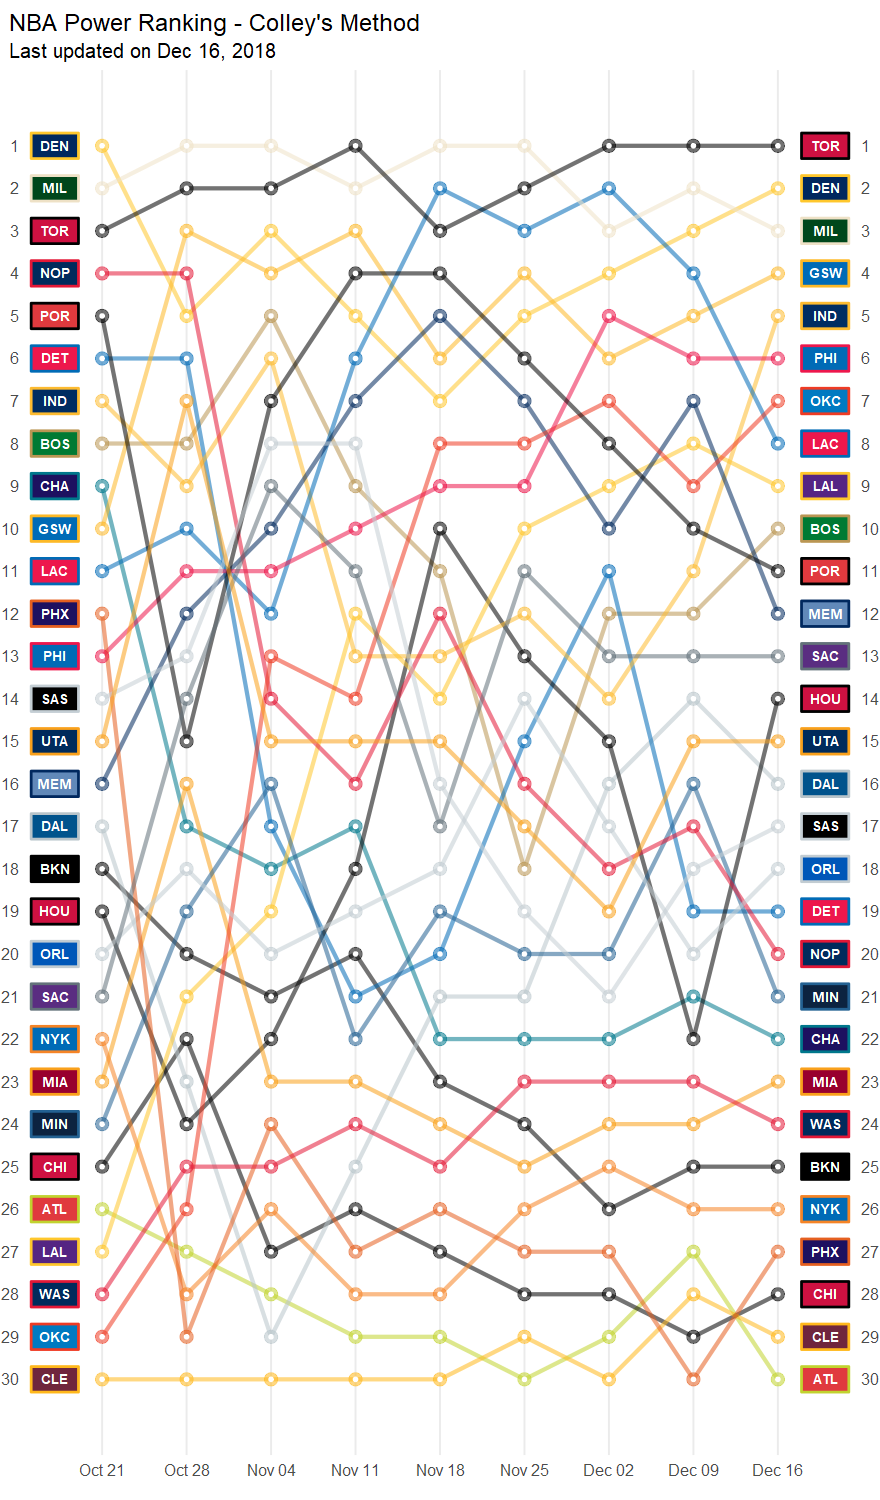 NBA Power Ranking - Colley's Method
Last updated on Dec 16, 2018
1 DEN TOR 1
2 MIL DEN 2
3 TOR MIL 3
4 NOP GSW 4
5 POR IND 5
6 DET PHI 6
7 IND OKC 7
8 BOS LAC 8
9 CHA LAL 9
10 GSW BOS 10
11 LAC POR 11
12 PHX MEM 12
13 PHI SAC 13
14 SAS HOU 14
15 UTA UTA 15
16 MEM DAL 16
17 DAL SAS 17
18 BKN ORL 18
19 HOU DET 19
20 ORL NOP 20
21 SAC MIN 21
22 NYK CHA 22
23 MIA MIA 23
24 MIN WAS 24
25 CHI BKN 25
26 ATL NYK 26
27 LAL PHX 27
28 WAS CHI 28
29 OKC CLE 29
30 CLE ATL 30
Oct 21 Oct 28 Nov 04 Nov 11 Nov 18 Nov 25 Dec 02 Dec 09 Dec 16